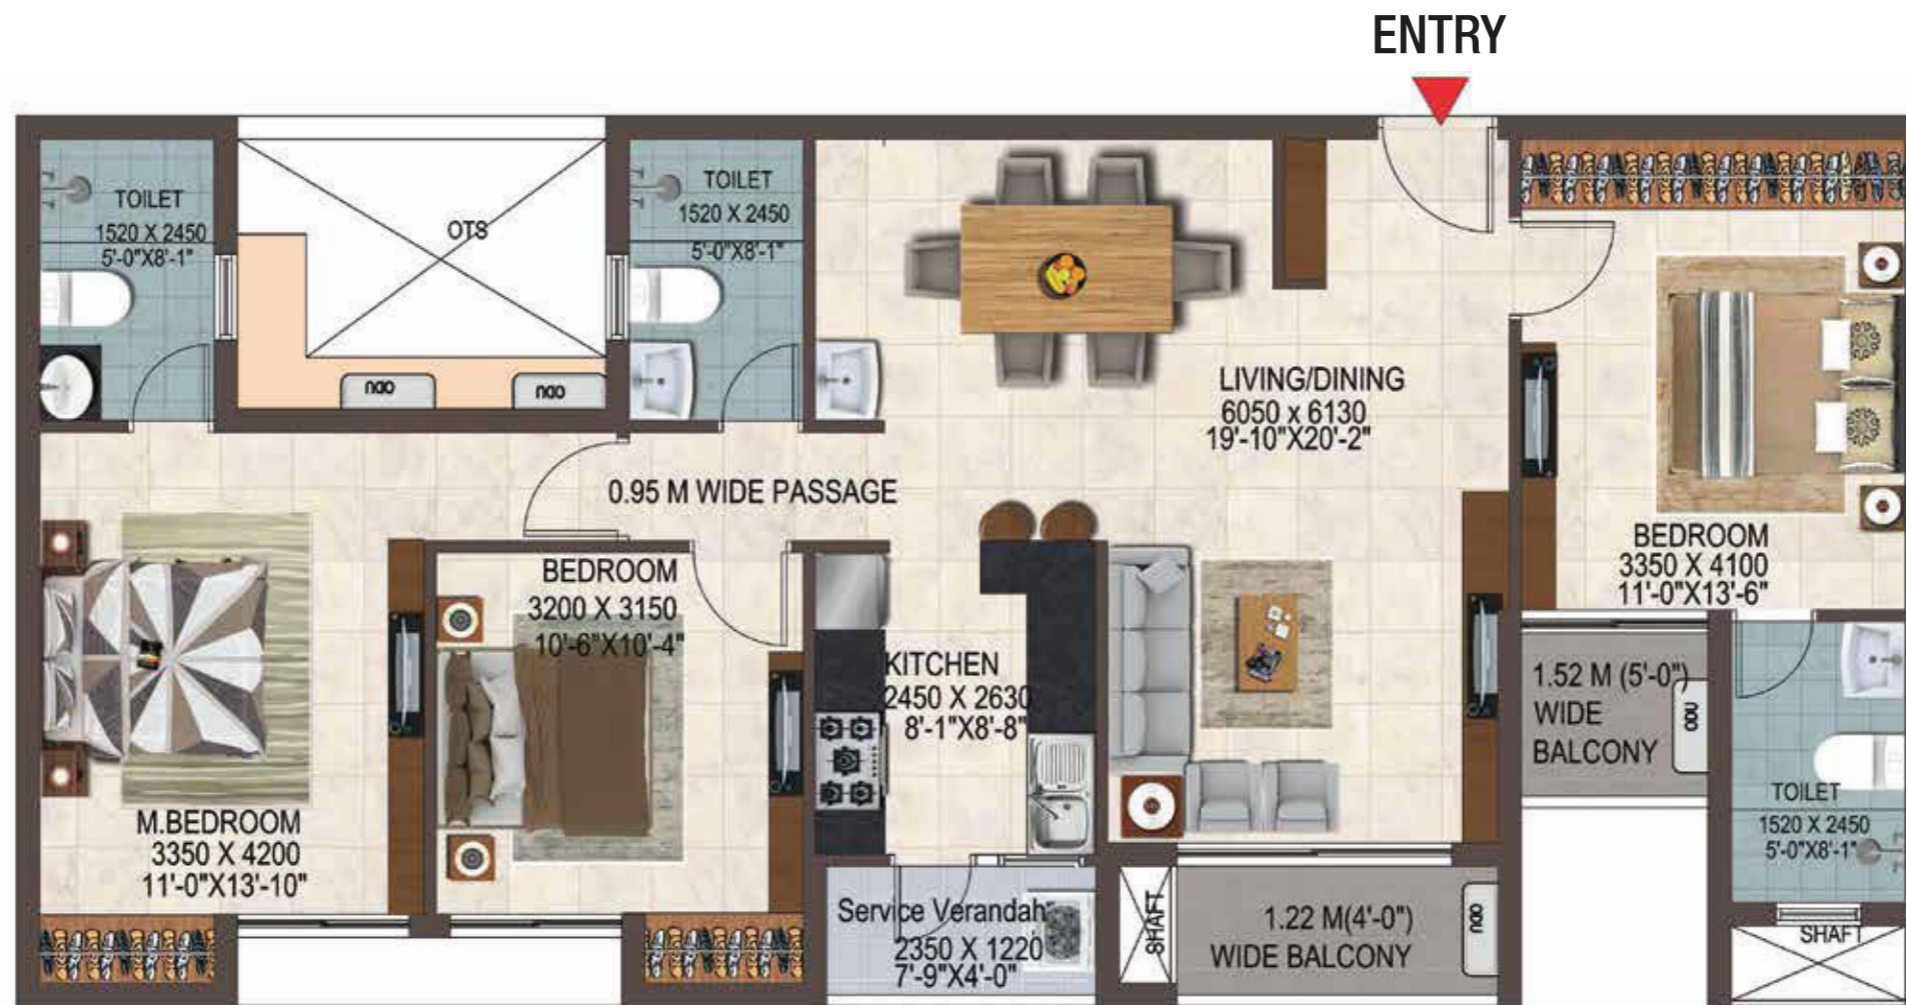 ENTRY
TOILET
1520 X 2450
5'-0"X8'-1"
OTS
ODU
ODU
TOILET
1520 X 2450
5'-0"X8'-1"
LIVING/DINING
6050 x 6130
19'-10"X20'-2"
0.95 M WIDE PASSAGE
BEDROOM
3350 X 4100
11'-0"X13'-6"
BEDROOM
3200 X 3150
10'-6"X10'-4"
KITCHEN
2450 X 2630
8'-1"X8'-8"
1.52 M (5'-0")
WIDE
BALCONY
ODU
M.BEDROOM
3350 X 4200
11'-0"X13'-10"
TOILET
1520 X 2450
5'-0"X8'-1"
Service Verandah
2350 X 1220
7'-9"X4'-0"
SHAFT
1.22 M(4'-0")
WIDE BALCONY
ODU
SHAFT